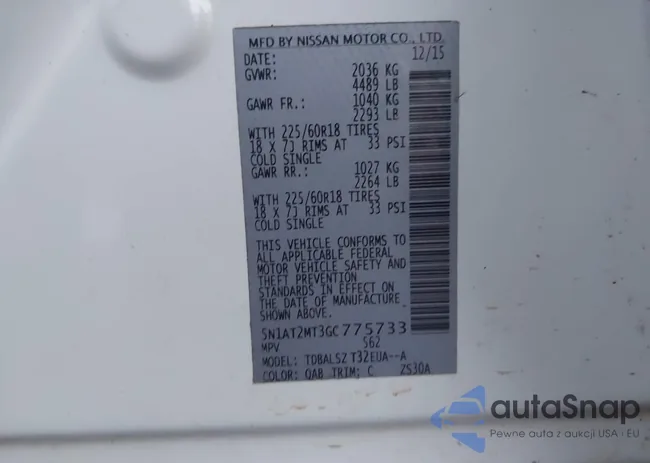 MFD BY NISSAN MOTOR CO., LTD.
DATE: 12/15
GVWR: 2036 KG
4489 LB
GAWR FR.: 1040 KG
2293 LB
WITH 225/60R18 TIRES
18 X 7J RIMS AT 33 PSI
COLD SINGLE
GAWR RR.: 1027 KG
2264 LB
WITH 225/60R18 TIRES
18 X 7J RIMS AT 33 PSI
COLD SINGLE
THIS VEHICLE CONFORMS TO
ALL APPLICABLE FEDERAL
MOTOR VEHICLE SAFETY AND
THEFT PREVENTION
STANDARDS IN EFFECT ON
THE DATE OF MANUFACTURE
SHOWN ABOVE.
5N1AT2MT3GC775733
MPV 562
MODEL: TDBALSZ T32EUA--A
COLOR: QAB TRIM; C ZS30A
autaSnap
Pewne auta z aukcji USA · EU